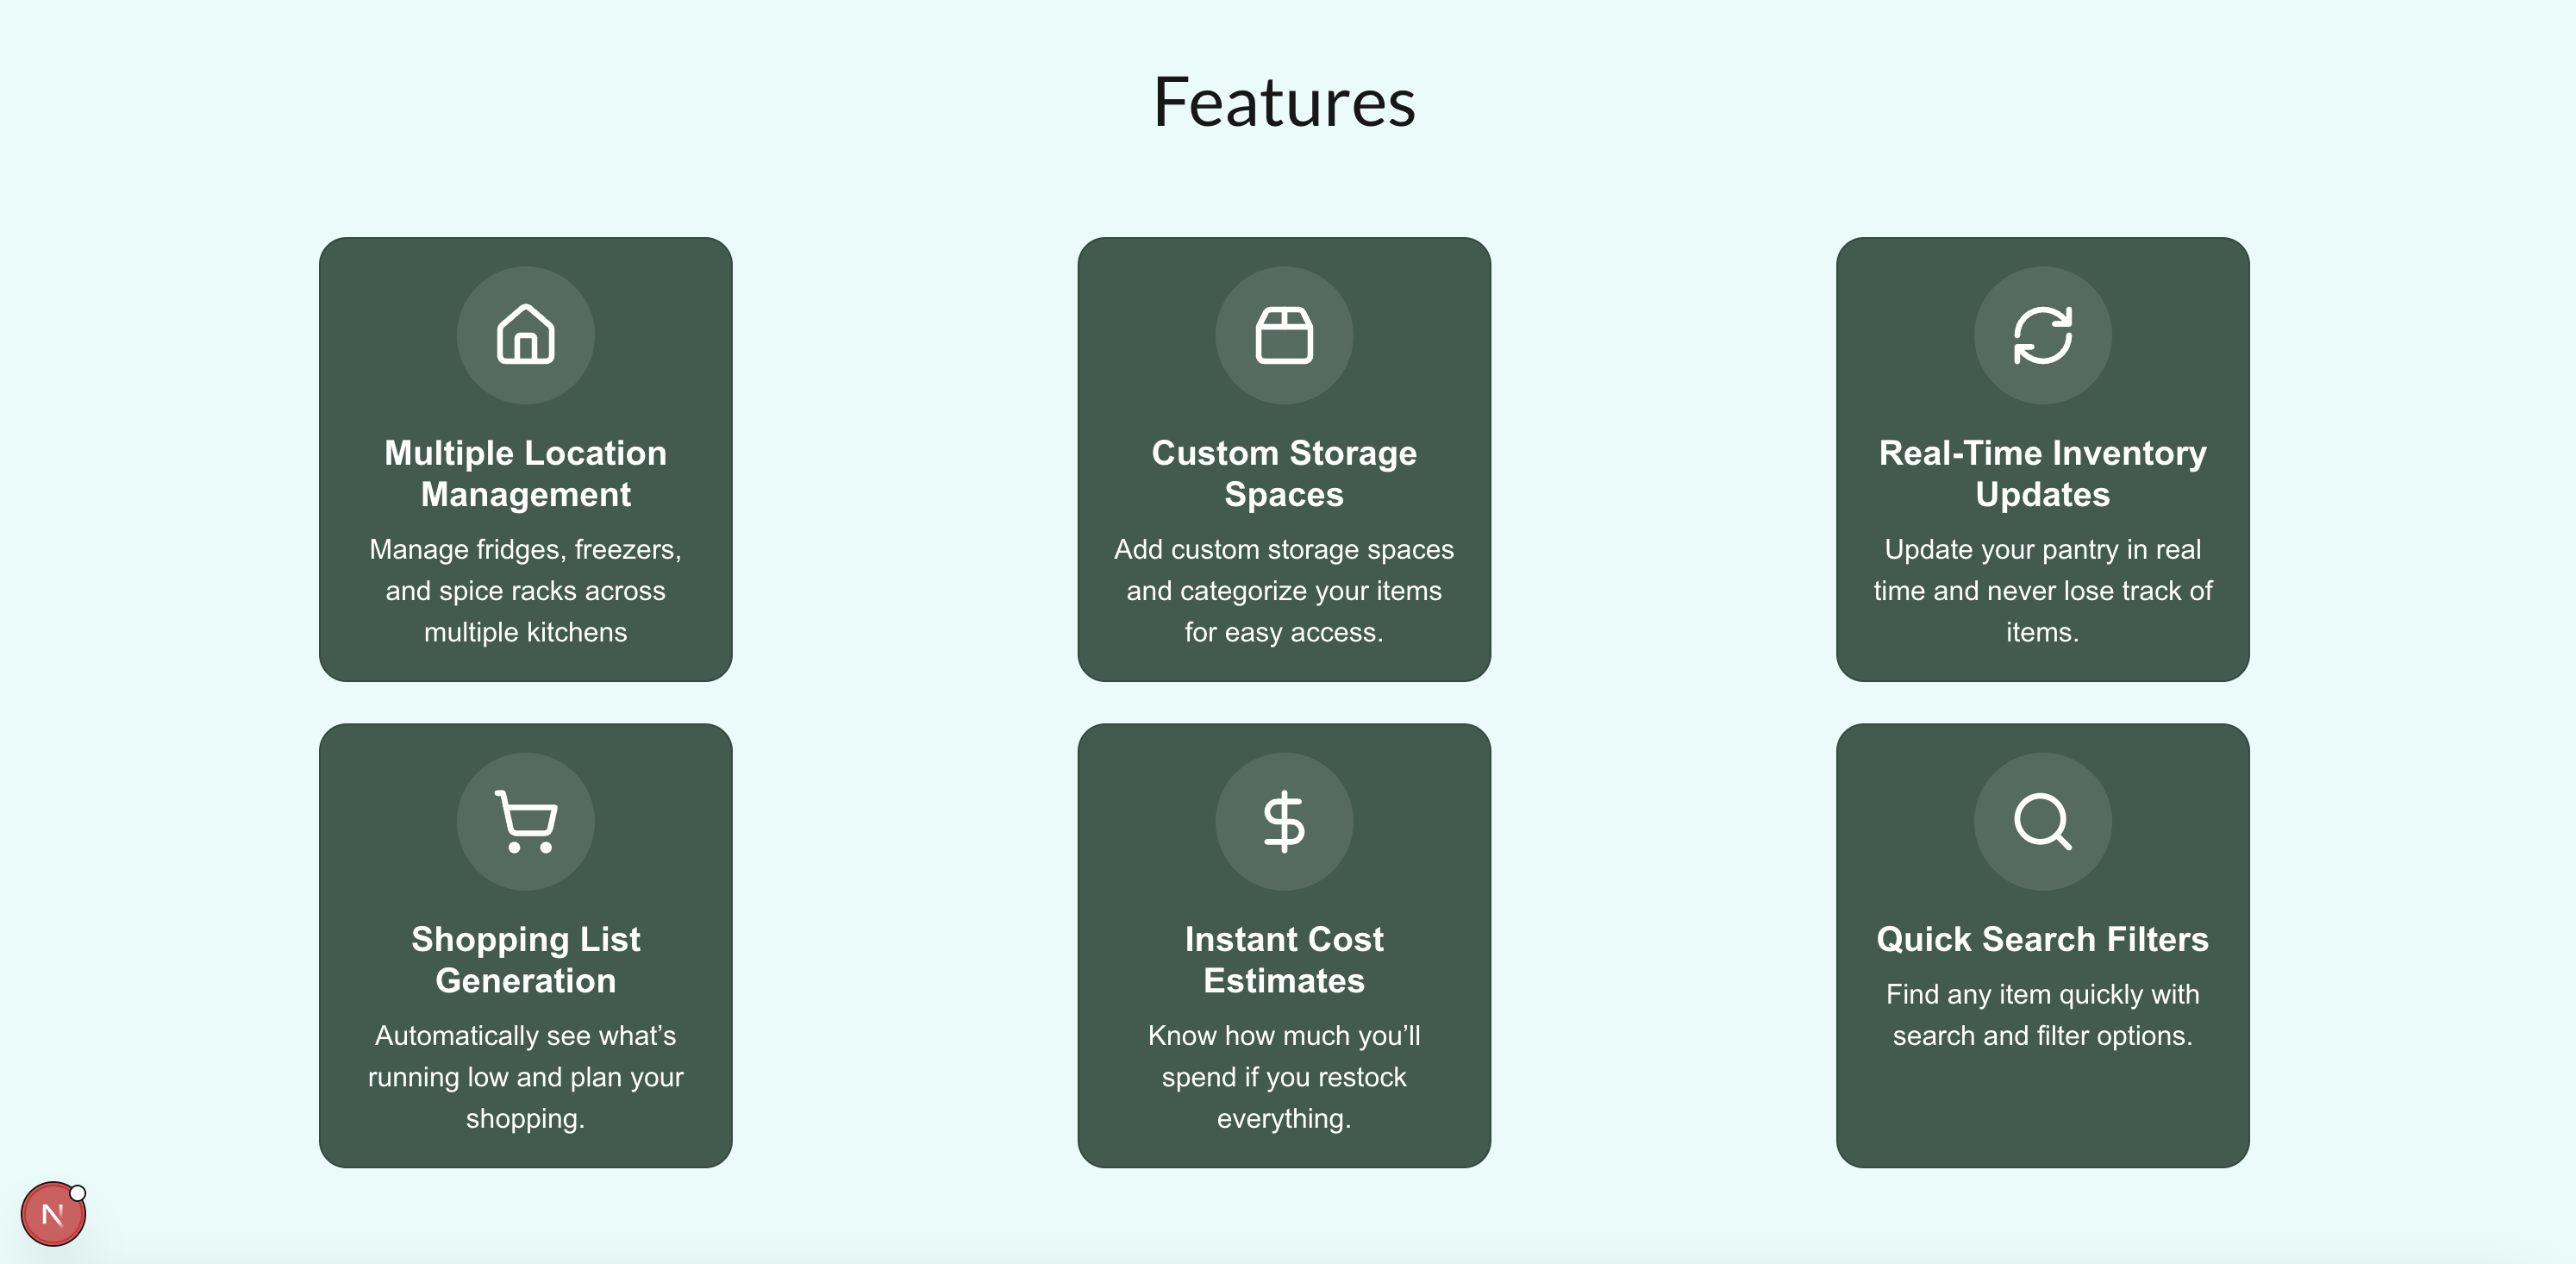 Features
Multiple Location
Management
Manage fridges, freezers,
and spice racks across
multiple kitchens
Custom Storage
Spaces
Add custom storage spaces
and categorize your items
for easy access.
Real-Time Inventory
Updates
Update your pantry in real
time and never lose track of
items.
Shopping List
Generation
Automatically see what’s
running low and plan your
shopping.
Instant Cost
Estimates
Know how much you’ll
spend if you restock
everything.
Quick Search Filters
Find any item quickly with
search and filter options.
N